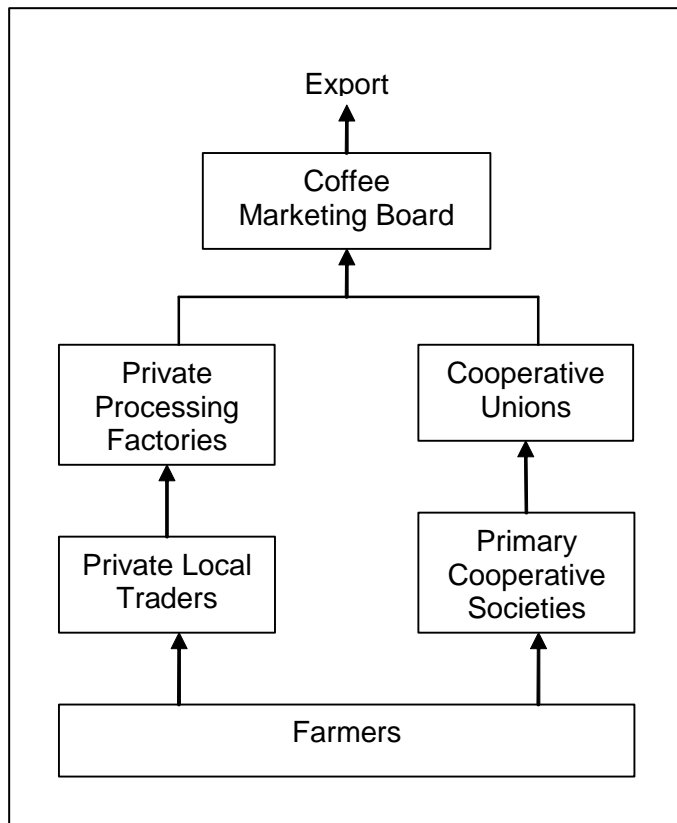 Export
Coffee
Marketing Board
Private
Processing
Factories
Cooperative
Unions
Private Local
Traders
Primary
Cooperative
Societies
Farmers